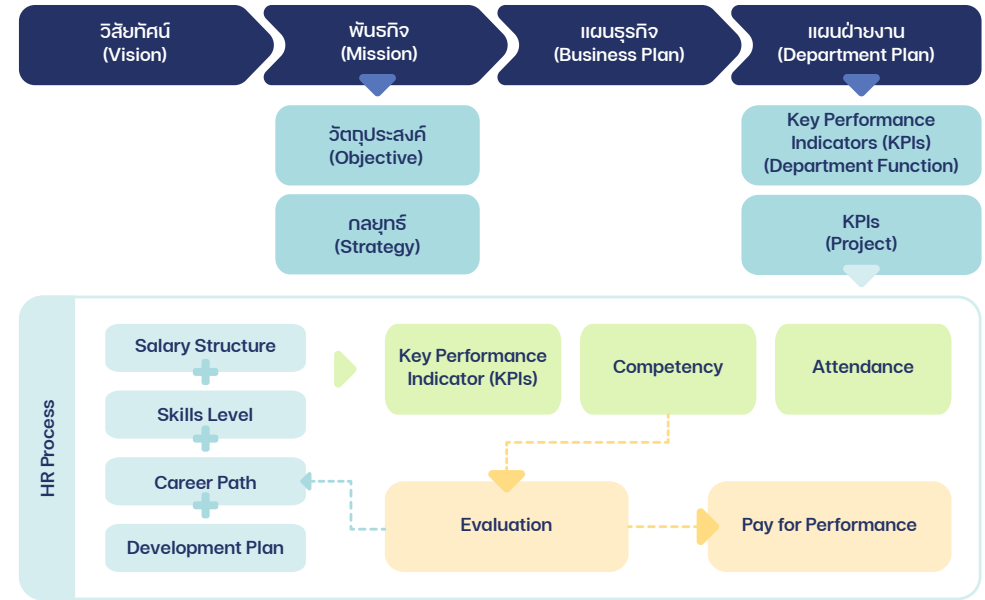 วิสัยทัศน์
(Vision)
พันธกิจ
(Mission)
แผนธุรกิจ
(Business Plan)
แผนฝ่ายงาน
(Department Plan)
วัตถุประสงค์
(Objective)
กลยุทธ์
(Strategy)
Key Performance
Indicators (KPIs)
(Department Function)
KPIs
(Project)
HR Process
Salary Structure
Skills Level
Career Path
Development Plan
Key Performance
Indicator (KPIs)
Competency
Attendance
Evaluation
Pay for Performance